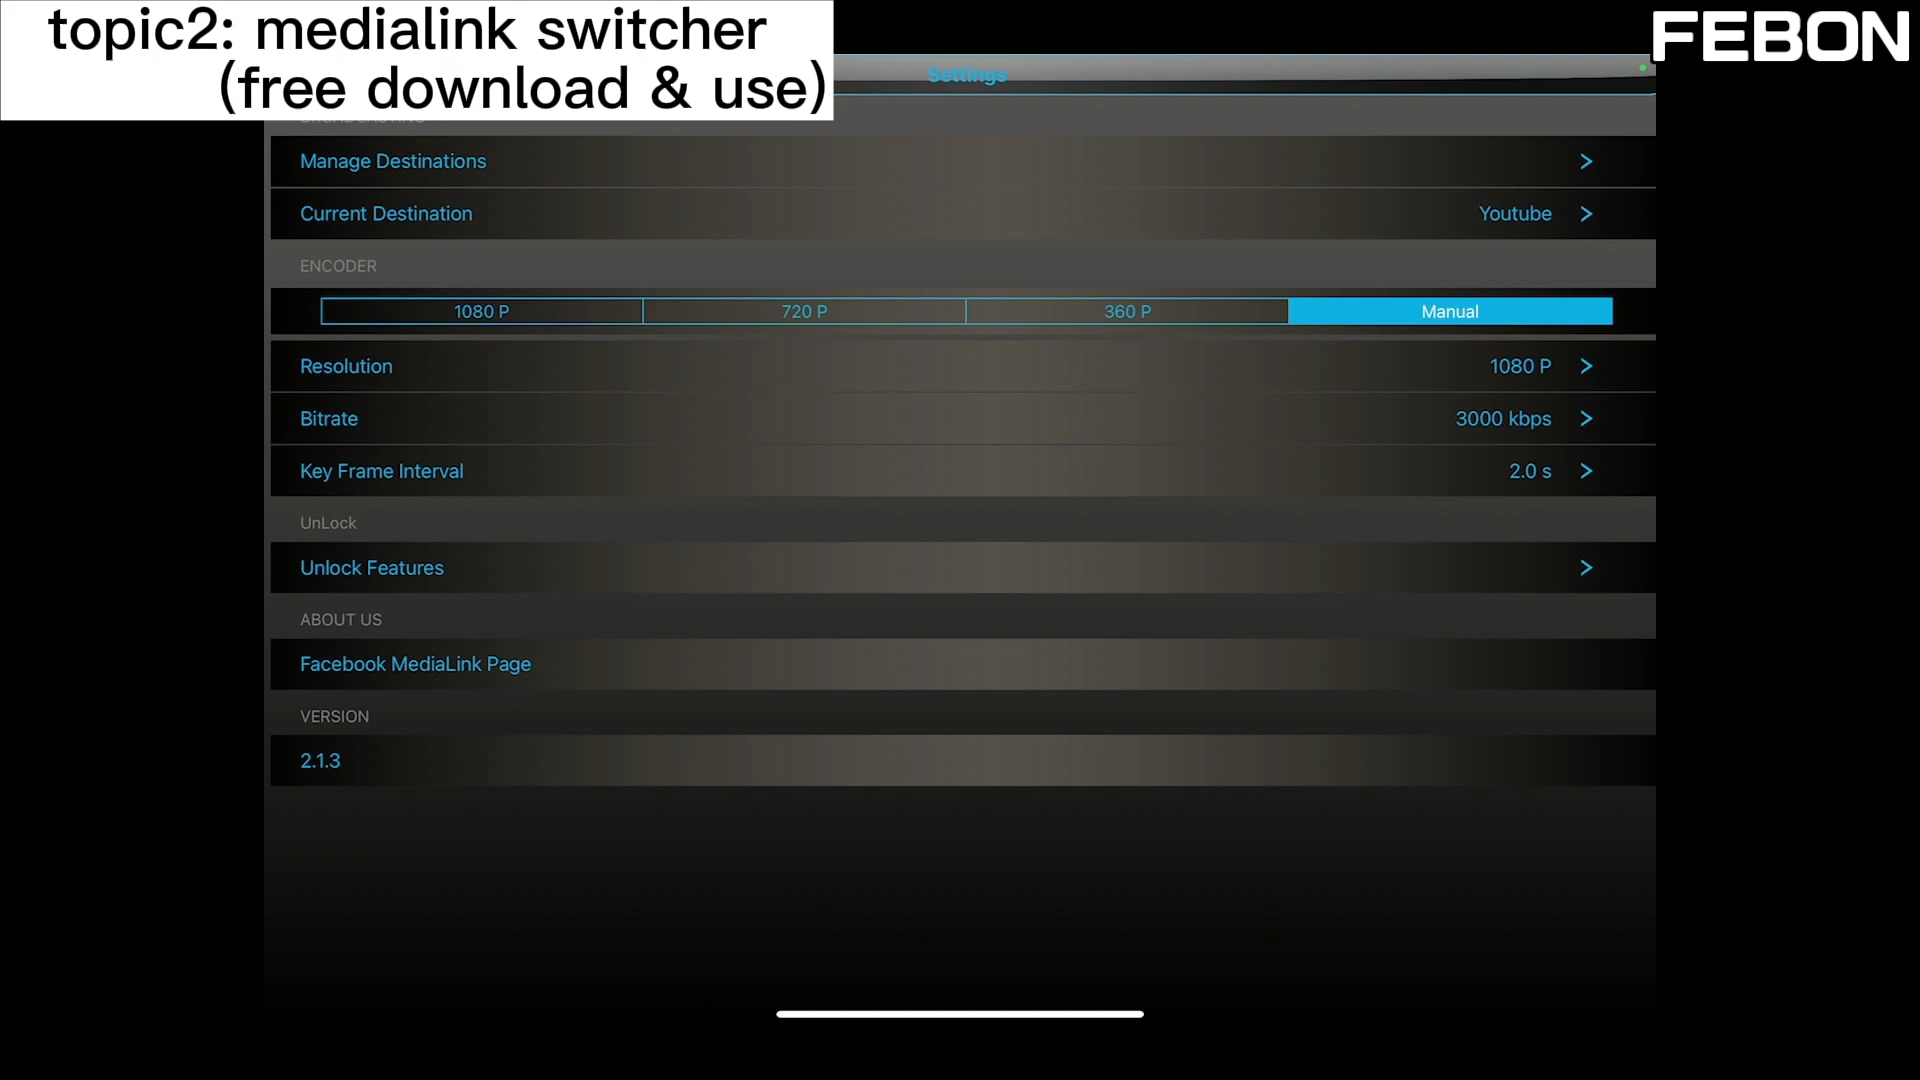 topic2: medialink switcher
(free download & use)
FEBON
Settings
Manage Destinations >
Current Destination Youtube >
ENCODER
1080 P 720 P 360 P Manual
Resolution 1080 P >
Bitrate 3000 kbps >
Key Frame Interval 2.0 s >
UnLock
Unlock Features >
ABOUT US
Facebook MediaLink Page
VERSION
2.1.3